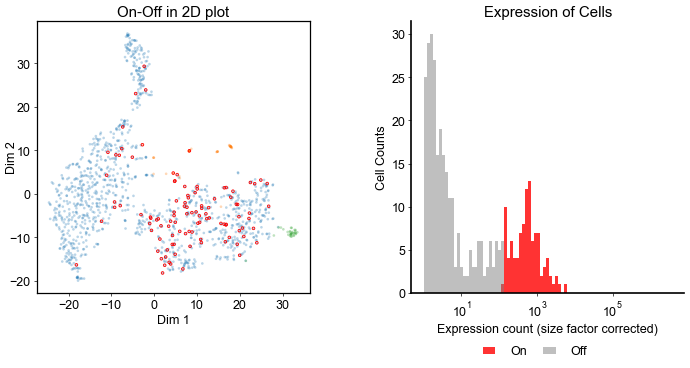 On-Off in 2D plot
Dim 2
30
20
10
0
−10
−20
−20 −10 0 10 20 30
Dim 1
Expression of Cells
Cell Counts
30
25
20
15
10
5
0
10^1 10^3 10^5
Expression count (size factor corrected)
On Off